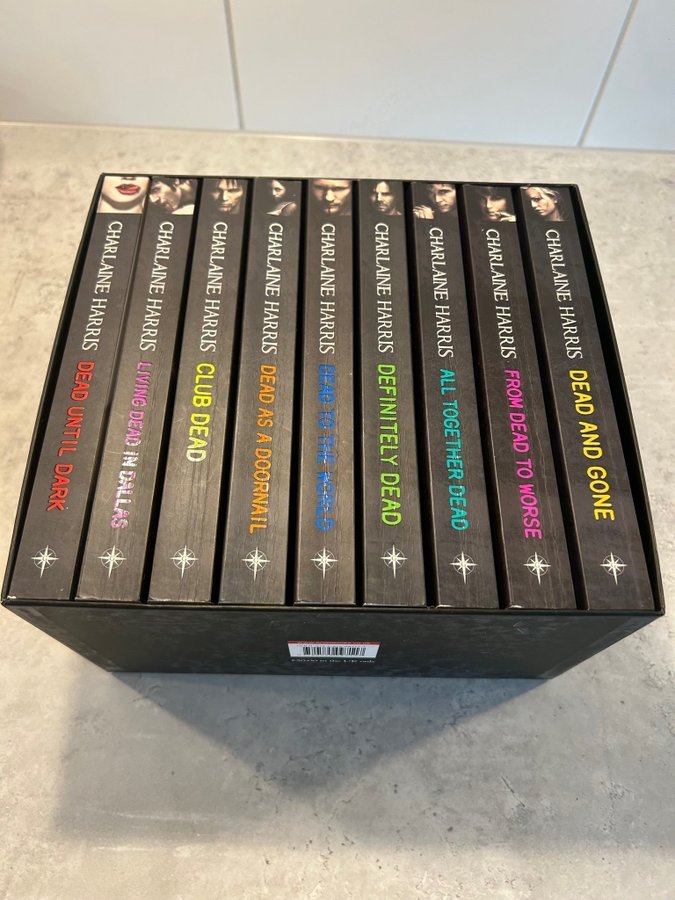 CHARLAINE HARRIS DEAD UNTIL DARK
CHARLAINE HARRIS LIVING DEAD IN DALLAS
CHARLAINE HARRIS CLUB DEAD
CHARLAINE HARRIS DEAD AS A DOORNAIL
CHARLAINE HARRIS DEAD TO THE WORLD
CHARLAINE HARRIS DEFINITELY DEAD
CHARLAINE HARRIS ALL TOGETHER DEAD
CHARLAINE HARRIS FROM DEAD TO WORSE
CHARLAINE HARRIS DEAD AND GONE